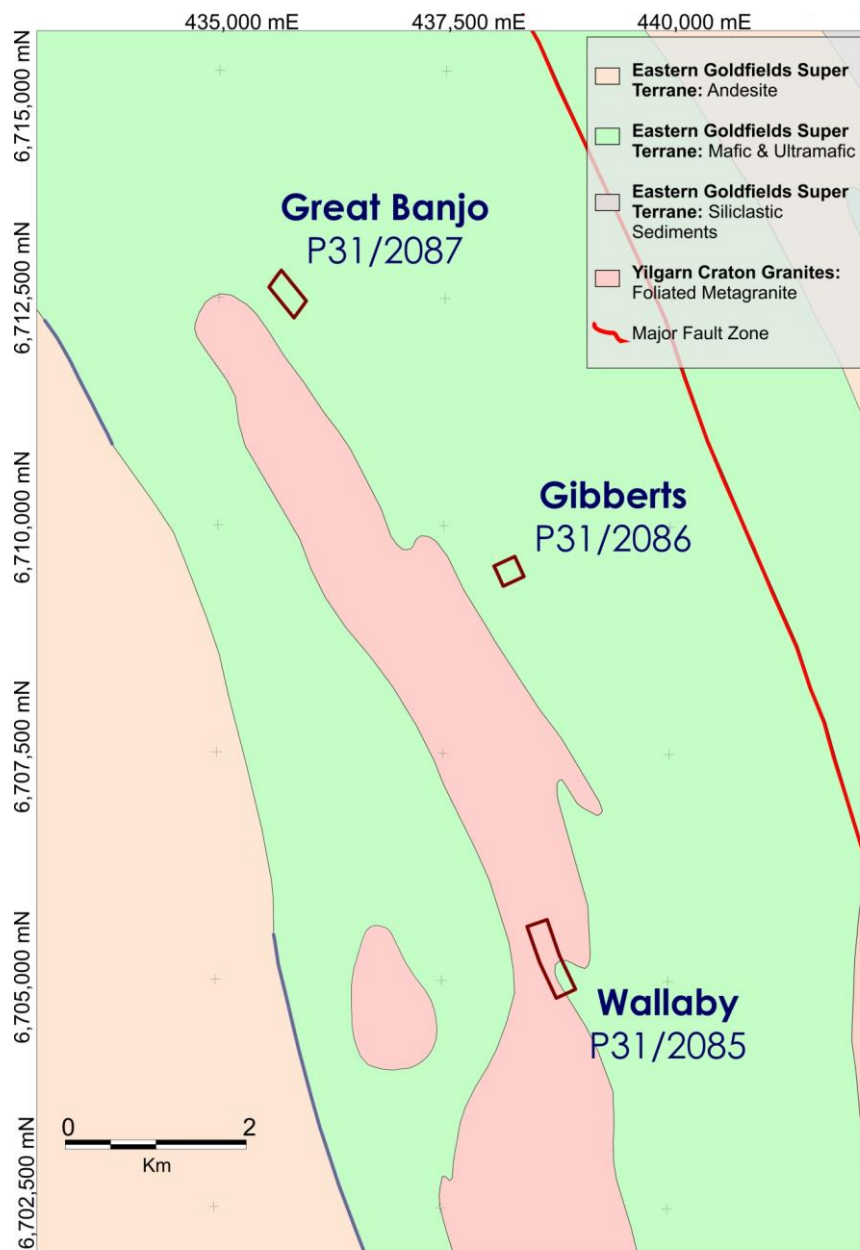 435,000 mE 437,500 mE 440,000 mE
6,715,000 mN
6,712,500 mN
6,710,000 mN
6,707,500 mN
6,705,000 mN
6,702,500 mN
Eastern Goldfields Super
Terrane: Andesite
Eastern Goldfields Super
Terrane: Mafic & Ultramafic
Eastern Goldfields Super
Terrane: Siliclastic
Sediments
Yilgarn Craton Granites:
Foliated Metagranite
Major Fault Zone
Great Banjo
P31/2087
Gibberts
P31/2086
Wallaby
P31/2085
0 2
Km